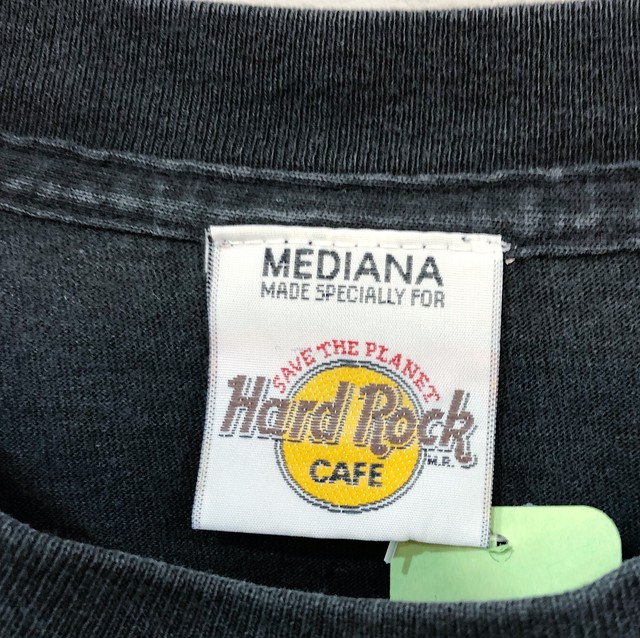 MEDIANA
MADE SPECIALLY FOR
SAVE THE PLANET
Hard Rock
M.R.
CAFE